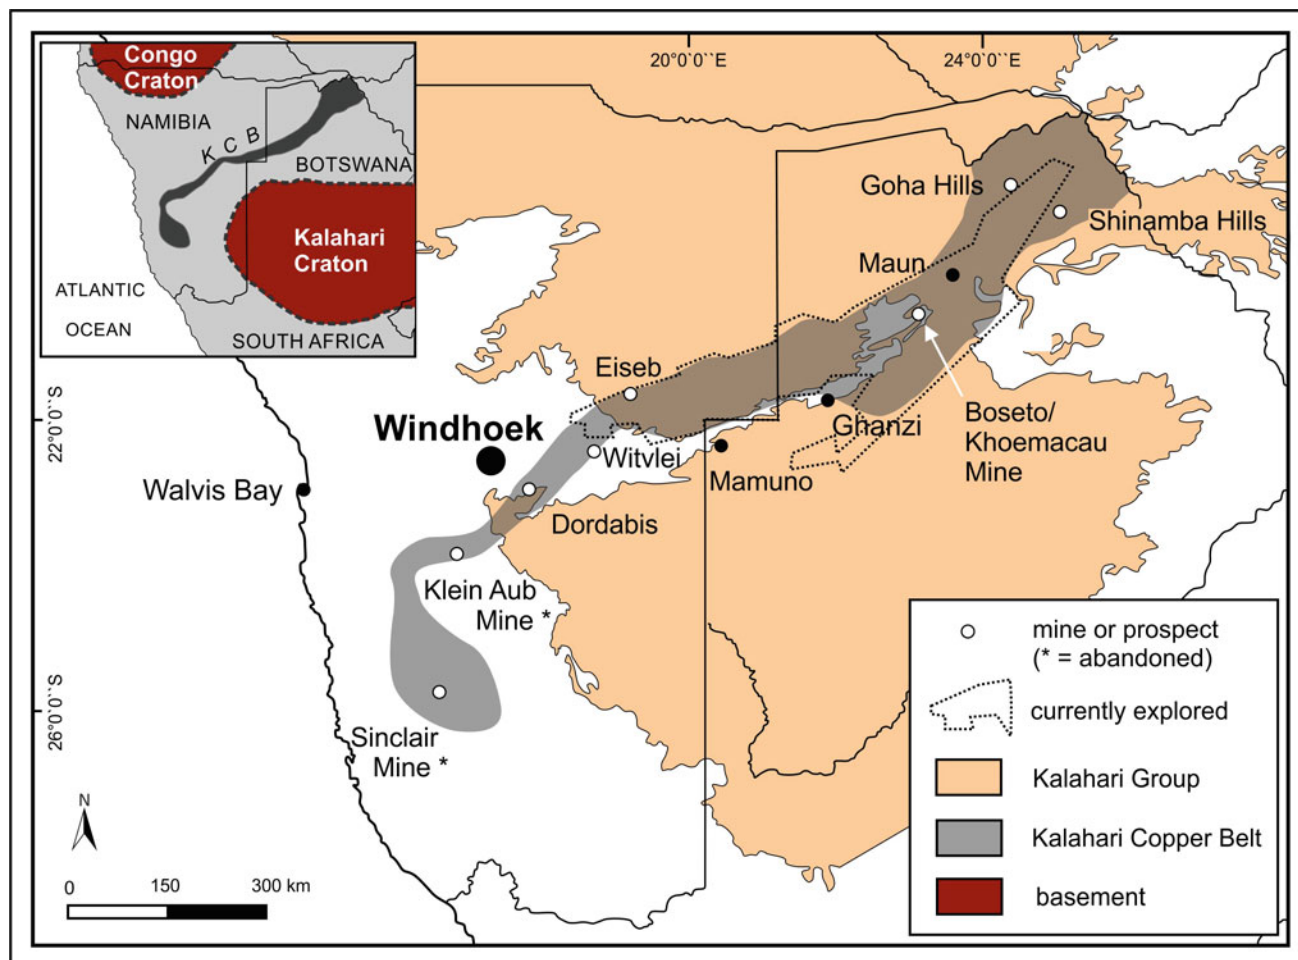 Congo
Craton
NAMIBIA
K C B
BOTSWANA
Kalahari
Craton
ATLANTIC
OCEAN
SOUTH AFRICA
20°0.0``E
24°0.0``E
22°0.0``S
26°0.0``S
Goha Hills
Shinamba Hills
Maun
Eiseb
Windhoek
Witvlei
Ghanzi
Mamuno
Boseto/
Khoemacau
Mine
Walvis Bay
Dordabis
Klein Aub
Mine *
Sinclair
Mine *
N
0 150 300 km
mine or prospect
(* = abandoned)
currently explored
Kalahari Group
Kalahari Copper Belt
basement